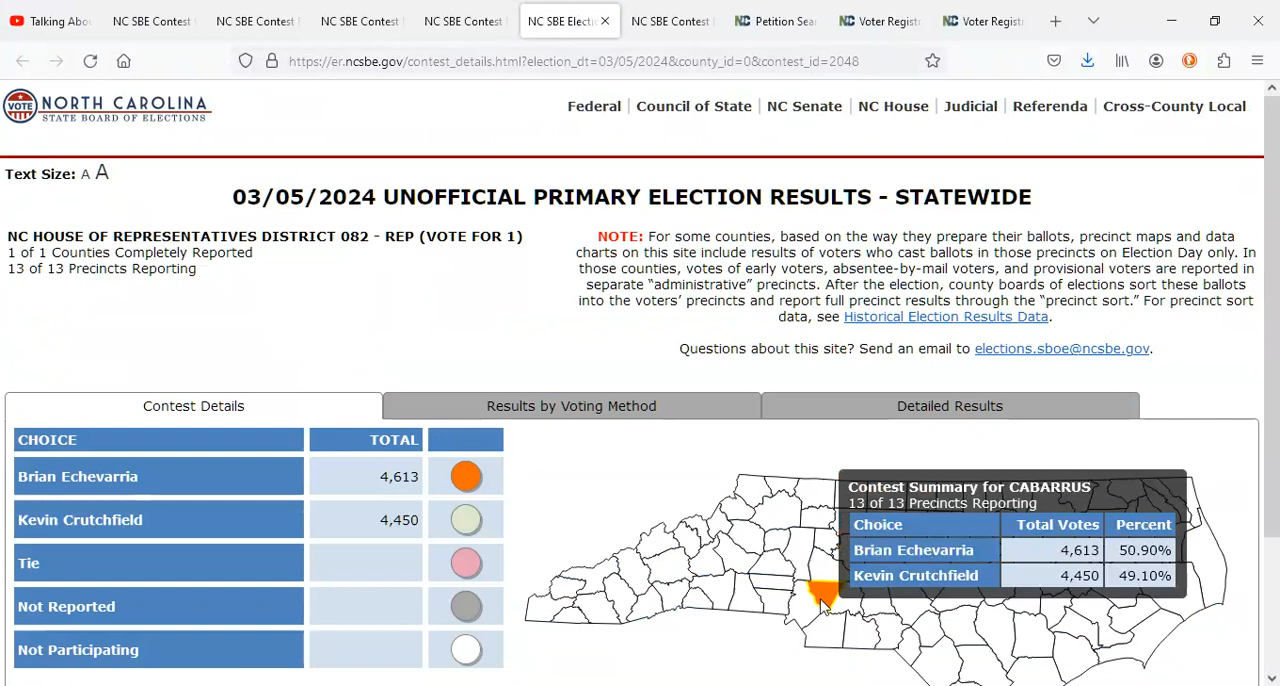 Talking Abo
NC SBE Contest
NC SBE Contest
NC SBE Contest
NC SBE Contest
NC SBE Electi
NC SBE Contest
NC Petition Sear
NC Voter Registr
NC Voter Registr
https://er.ncsbe.gov/contest_details.html?election_dt=03/05/2024&county_id=0&contest_id=2048
VOTE NORTH CAROLINA
STATE BOARD OF ELECTIONS
Federal | Council of State | NC Senate | NC House | Judicial | Referenda | Cross-County Local
Text Size: A A
03/05/2024 UNOFFICIAL PRIMARY ELECTION RESULTS - STATEWIDE
NC HOUSE OF REPRESENTATIVES DISTRICT 082 - REP (VOTE FOR 1)
1 of 1 Counties Completely Reported
13 of 13 Precincts Reporting
NOTE: For some counties, based on the way they prepare their ballots, precinct maps and data
charts on this site include results of voters who cast ballots in those precincts on Election Day only. In
those counties, votes of early voters, absentee-by-mail voters, and provisional voters are reported in
separate “administrative” precincts. After the election, county boards of elections sort these ballots
into the voters’ precincts and report full precinct results through the “precinct sort.” For precinct sort
data, see Historical Election Results Data.
Questions about this site? Send an email to elections.sboe@ncsbe.gov.
Contest Details
Results by Voting Method
Detailed Results
CHOICE TOTAL
Brian Echevarria 4,613
Kevin Crutchfield 4,450
Tie
Not Reported
Not Participating
Contest Summary for CABARRUS
13 of 13 Precincts Reporting
Choice Total Votes Percent
Brian Echevarria 4,613 50.90%
Kevin Crutchfield 4,450 49.10%